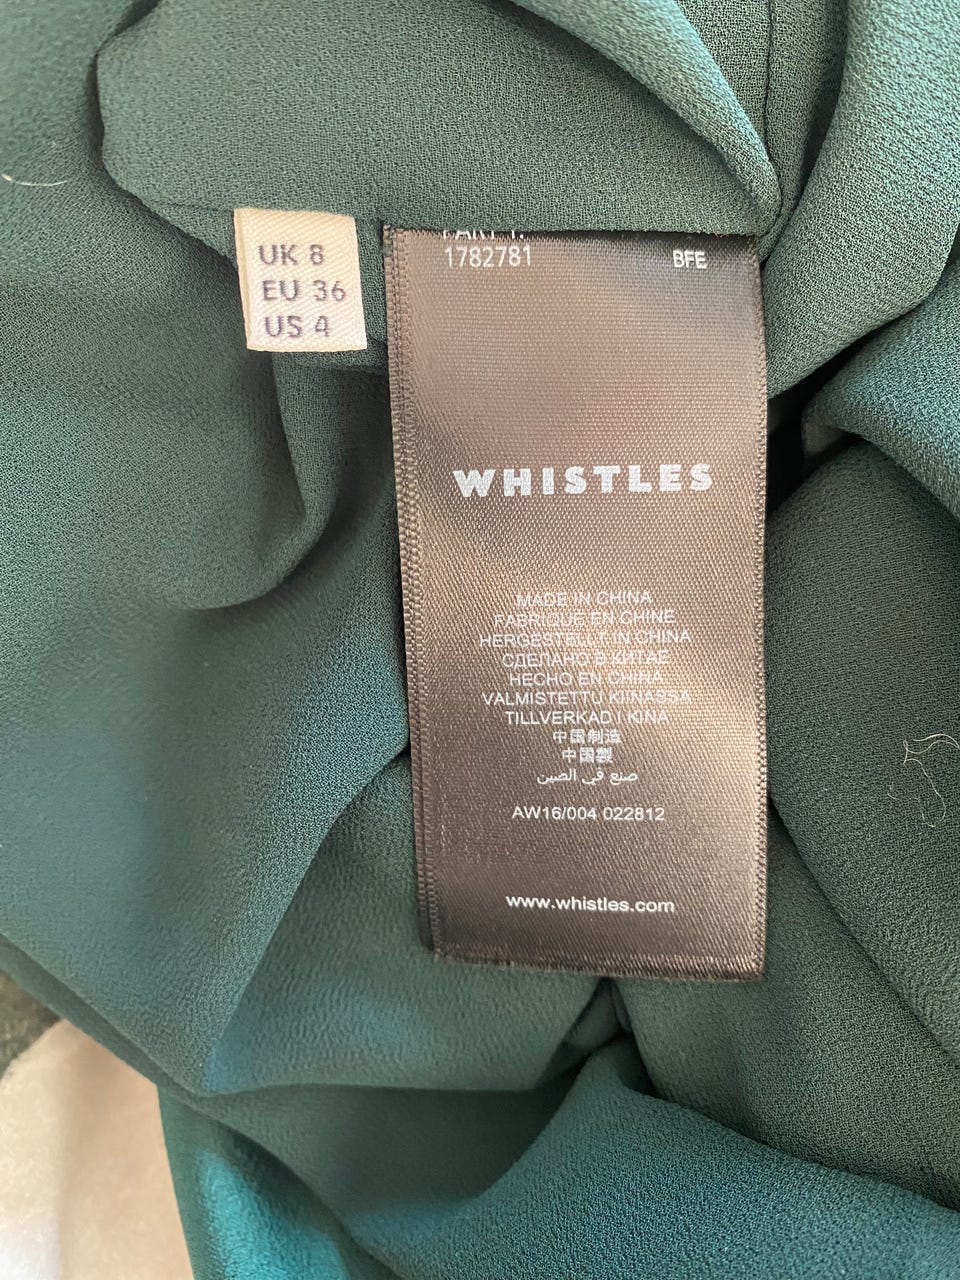 UK 8
EU 36
US 4
1782781 BFE
WHISTLES
MADE IN CHINA
FABRIQUE EN CHINE
HERGESTELLT IN CHINA
СДЕЛАНО В КИТАЕ
HECHO EN CHINA
VALMISTETTU KIINASSA
TILLVERKAD I KINA
中国制造
中國製
صنع في الصين
AW16/004 022812
www.whistles.com